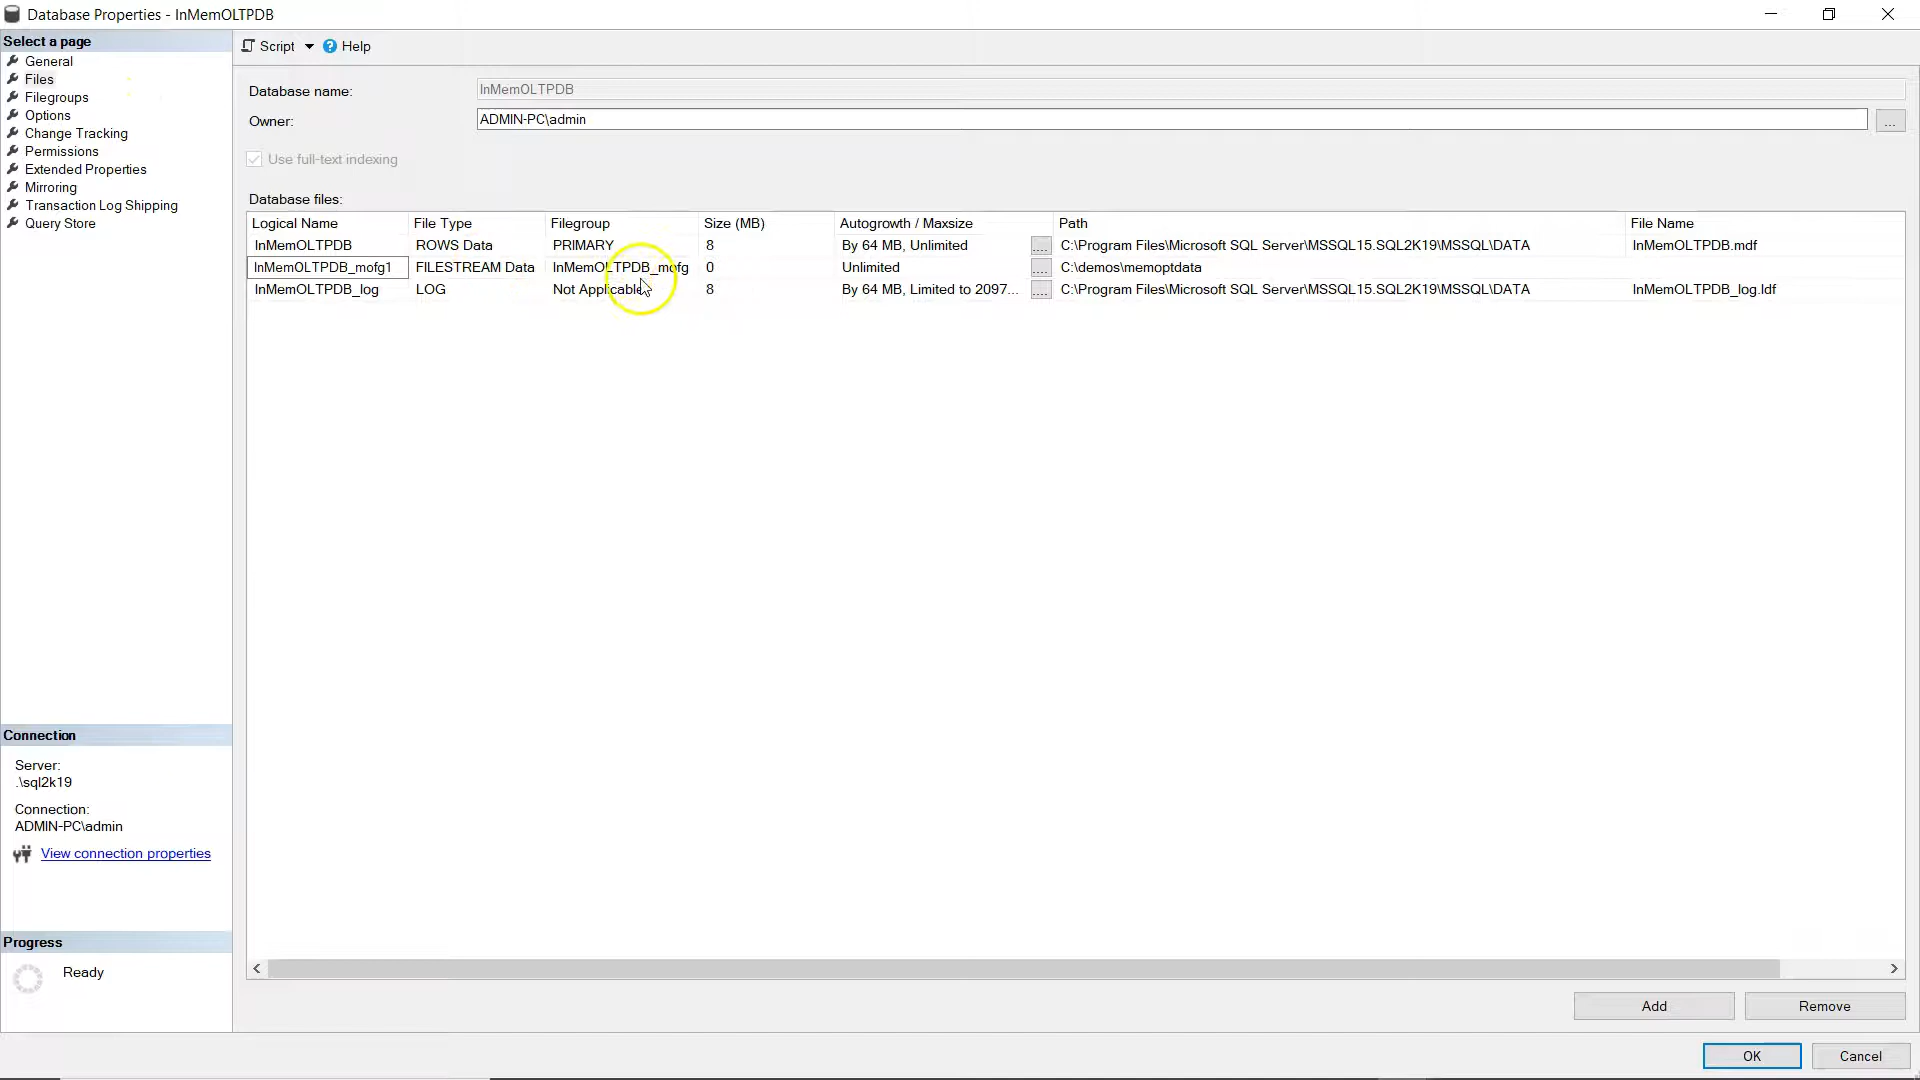 Database Properties - InMemOLTPDB
Select a page
General
Files
Filegroups
Options
Change Tracking
Permissions
Extended Properties
Mirroring
Transaction Log Shipping
Query Store
Script Help
Database name: InMemOLTPDB
Owner: ADMIN-PC\admin ...
Use full-text indexing
Database files:
Logical Name File Type Filegroup Size (MB) Autogrowth / Maxsize Path File Name
InMemOLTPDB ROWS Data PRIMARY 8 By 64 MB, Unlimited .... C:\Program Files\Microsoft SQL Server\MSSQL15.SQL2K19\MSSQL\DATA InMemOLTPDB.mdf
InMemOLTPDB_mofg1 FILESTREAM Data InMemOLTPDB_mofg 0 Unlimited .... C:\demos\memoptdata
InMemOLTPDB_log LOG Not Applicable 8 By 64 MB, Limited to 2097... .... C:\Program Files\Microsoft SQL Server\MSSQL15.SQL2K19\MSSQL\DATA InMemOLTPDB_log.ldf
Connection
Server:
.\sql2k19
Connection:
ADMIN-PC\admin
View connection properties
Progress
Ready
Add Remove
OK Cancel